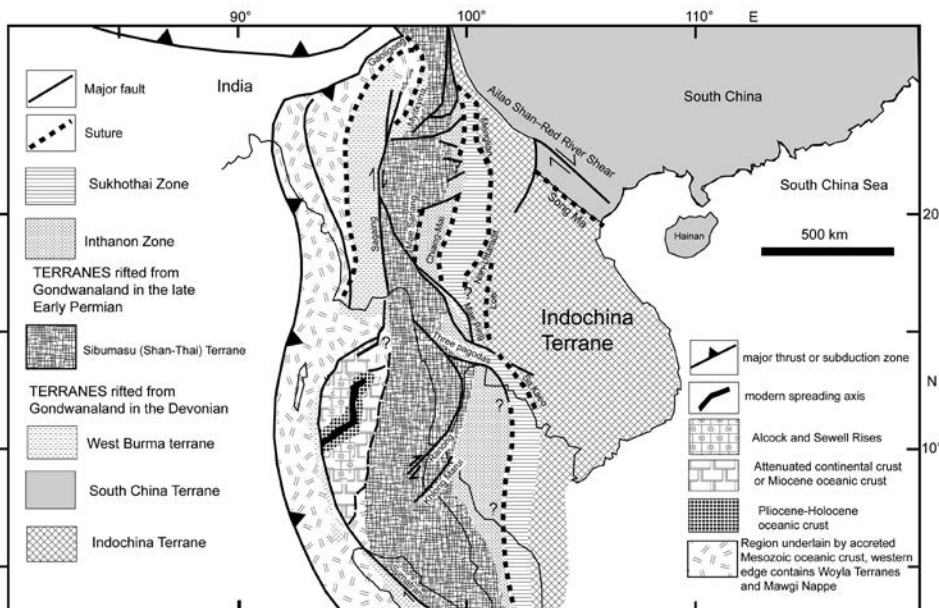 90°
100°
110°
E
India
South China
South China Sea
Hainan
500 km
20
10°
N
Indochina
Terrane
Gaoligong
Ailao Shan–Red River Shear
Song Ma
Sagaing
Chiang-Mai
Loei
Three pagodas
Ranong
?
?
?
?
Major fault
Suture
Sukhothai Zone
Inthanon Zone
TERRANES rifted from
Gondwanaland in the late
Early Permian
Sibumasu (Shan-Thai) Terrane
TERRANES rifted from
Gondwanaland in the Devonian
West Burma terrane
South China Terrane
Indochina Terrane
major thrust or subduction zone
modern spreading axis
Alcock and Sewell Rises
Attenuated continental crust
or Miocene oceanic crust
Pliocene-Holocene
oceanic crust
Region underlain by accreted
Mesozoic oceanic crust, western
edge contains Woyla Terranes
and Mawgi Nappe